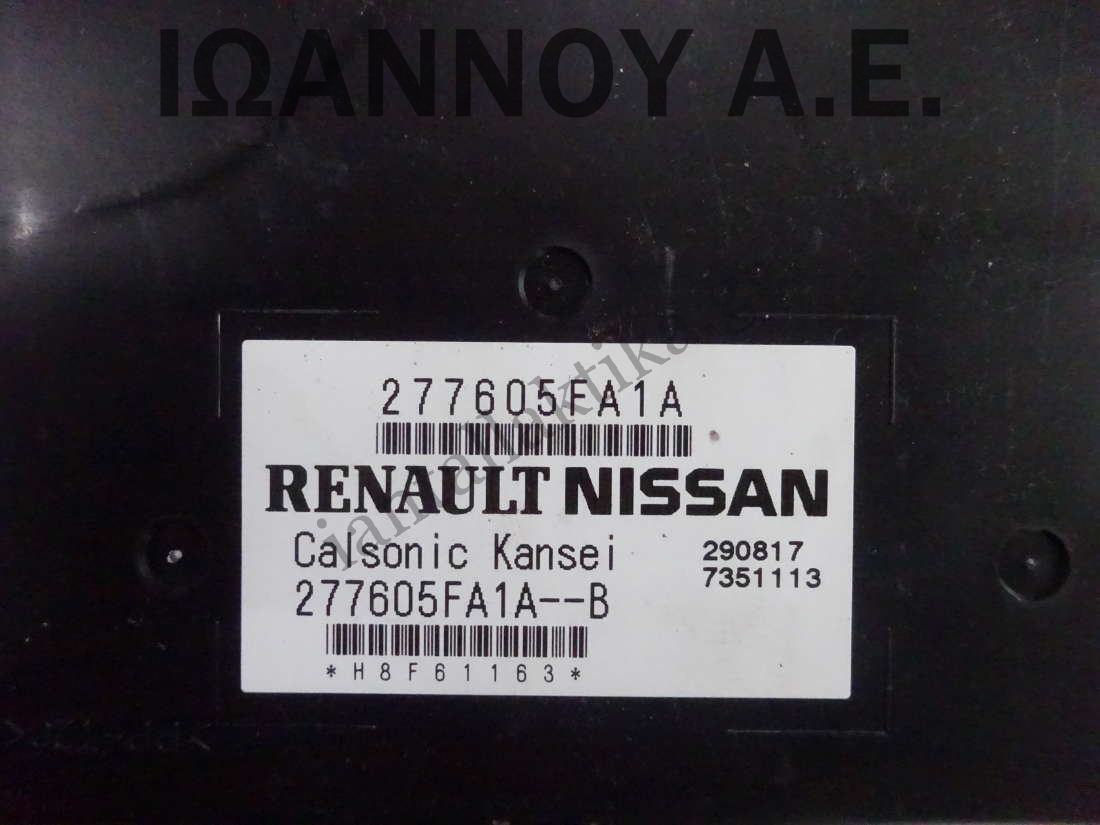 ΙΩΑΝΝΟΥ Α.Ε.
277605FA1A
RENAULT NISSAN
Calsonic Kansei 290817
277605FA1A--B 7351113
*H8F61163*